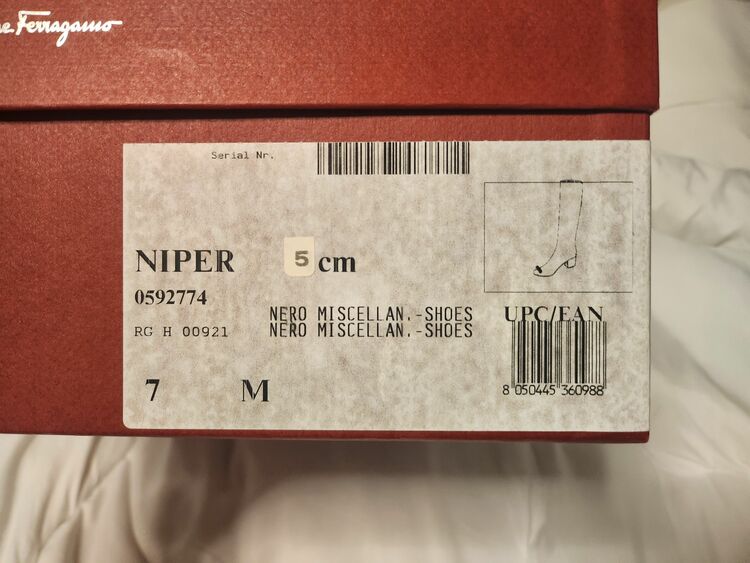 Ferragamo
Serial Nr.
NIPER 5 cm
0592774
RG H 00921
NERO MISCELLAN.-SHOES
NERO MISCELLAN.-SHOES
UPC/EAN
8 050445 360988
7 M